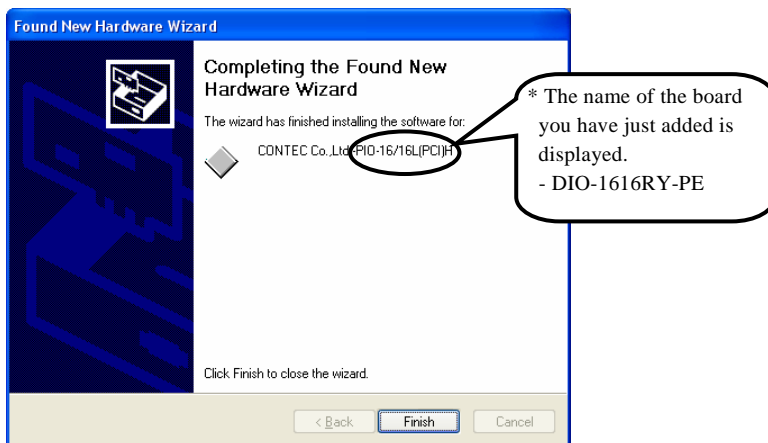 Found New Hardware Wizard
Completing the Found New
Hardware Wizard
The wizard has finished installing the software for:
CONTEC Co.,Ltd.-PIO-16/16L(PCI)H
Click Finish to close the wizard.
< Back
Finish
Cancel
* The name of the board
you have just added is
displayed.
- DIO-1616RY-PE